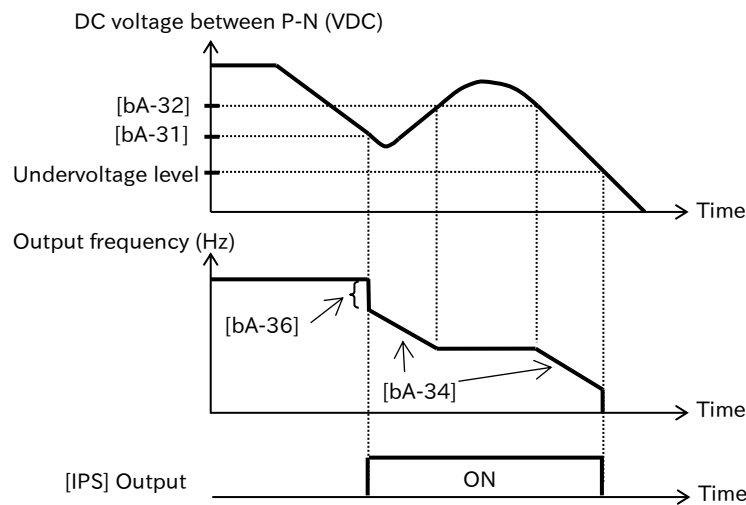 DC voltage between P-N (VDC)
[bA-32]
[bA-31]
Undervoltage level
Time
Output frequency (Hz)
[bA-36]
[bA-34]
Time
[IPS] Output
ON
Time